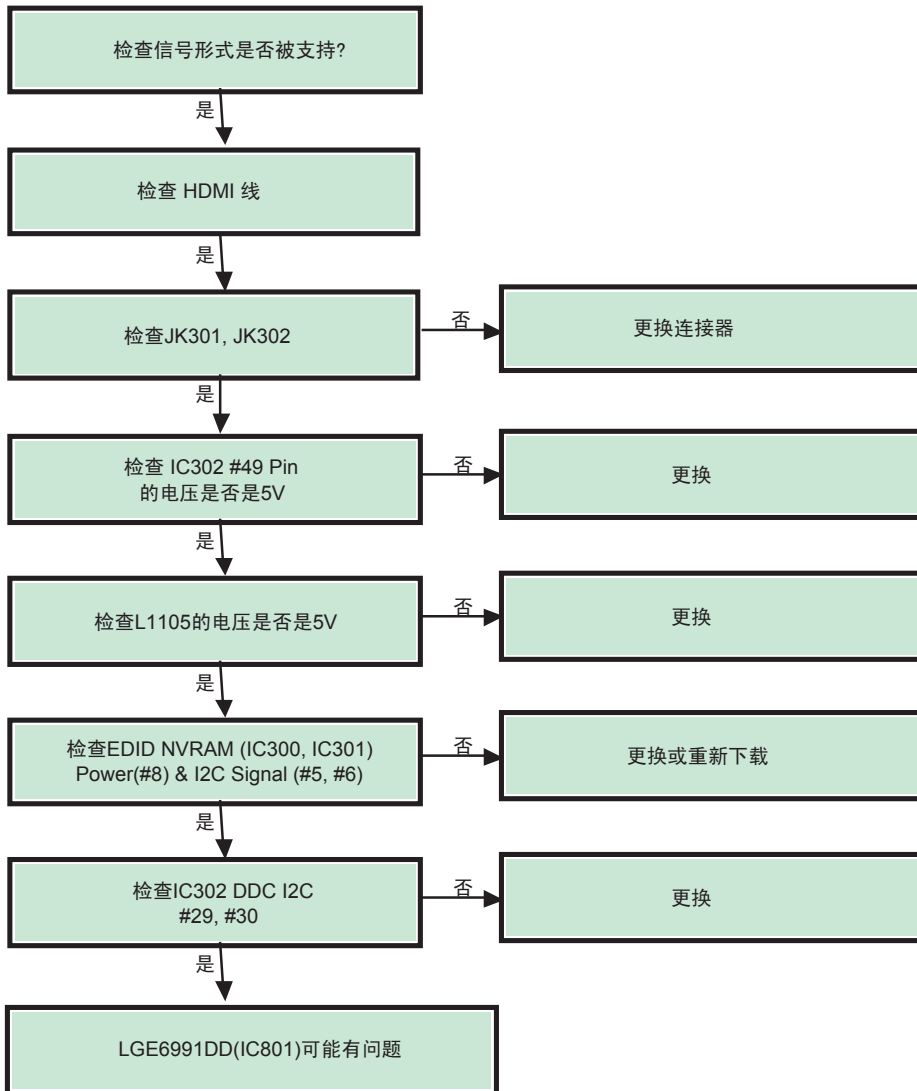 检查信号形式是否被支持?
是
检查 HDMI 线
是
检查JK301, JK302
否
更换连接器
是
检查 IC302 #49 Pin
的电压是否是5V
否
更换
是
检查L1105的电压是否是5V
否
更换
是
检查EDID NVRAM (IC300, IC301)
Power(#8) & I2C Signal (#5, #6)
否
更换或重新下载
是
检查IC302 DDC I2C
#29, #30
否
更换
是
LGE6991DD(IC801)可能有问题